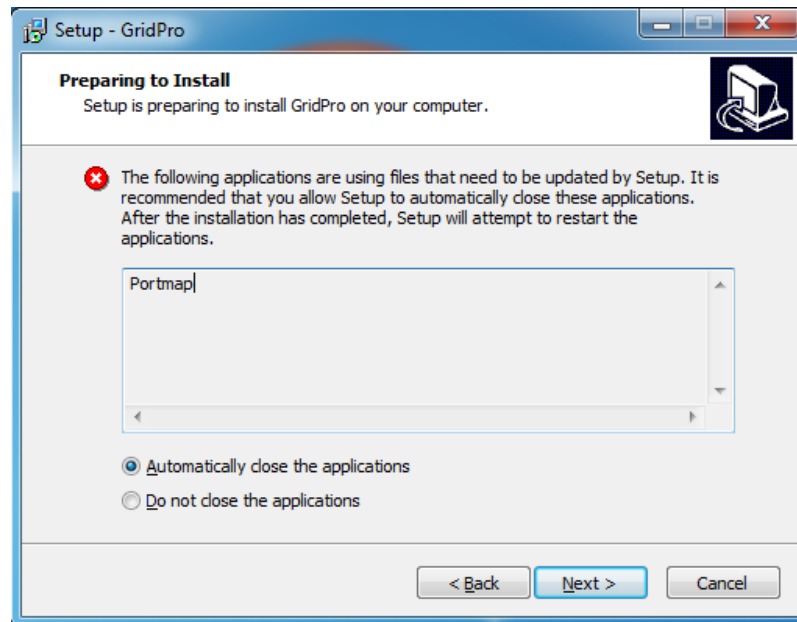 Setup - GridPro
Preparing to Install
Setup is preparing to install GridPro on your computer.
The following applications are using files that need to be updated by Setup. It is
recommended that you allow Setup to automatically close these applications.
After the installation has completed, Setup will attempt to restart the
applications.
Portmap
Automatically close the applications
Do not close the applications
< Back
Next >
Cancel